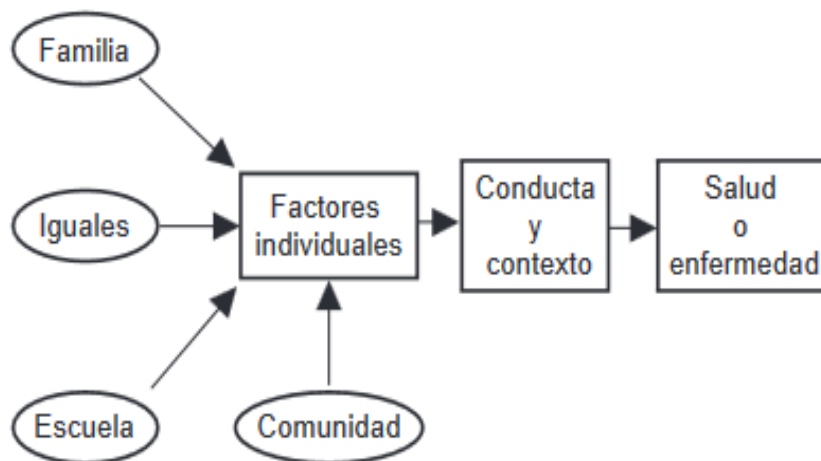 Familia
Iguales
Factores
individuales
Conducta
y
contexto
Salud
o
enfermedad
Escuela
Comunidad